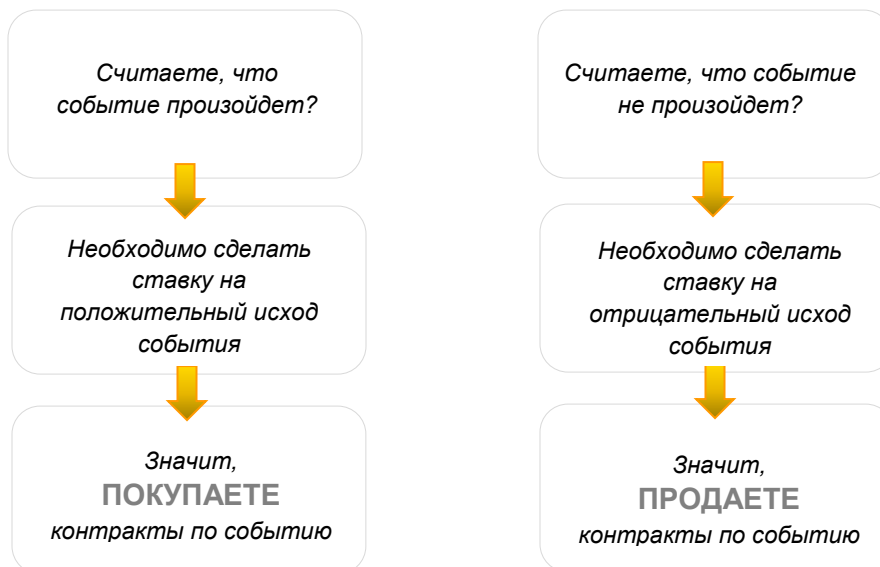 Считаете, что
событие произойдет?
Необходимо сделать
ставку на
положительный исход
события
Значит,
ПОКУПАЕТЕ
контракты по событию
Считаете, что событие
не произойдет?
Необходимо сделать
ставку на
отрицательный исход
события
Значит,
ПРОДАЕТЕ
контракты по событию